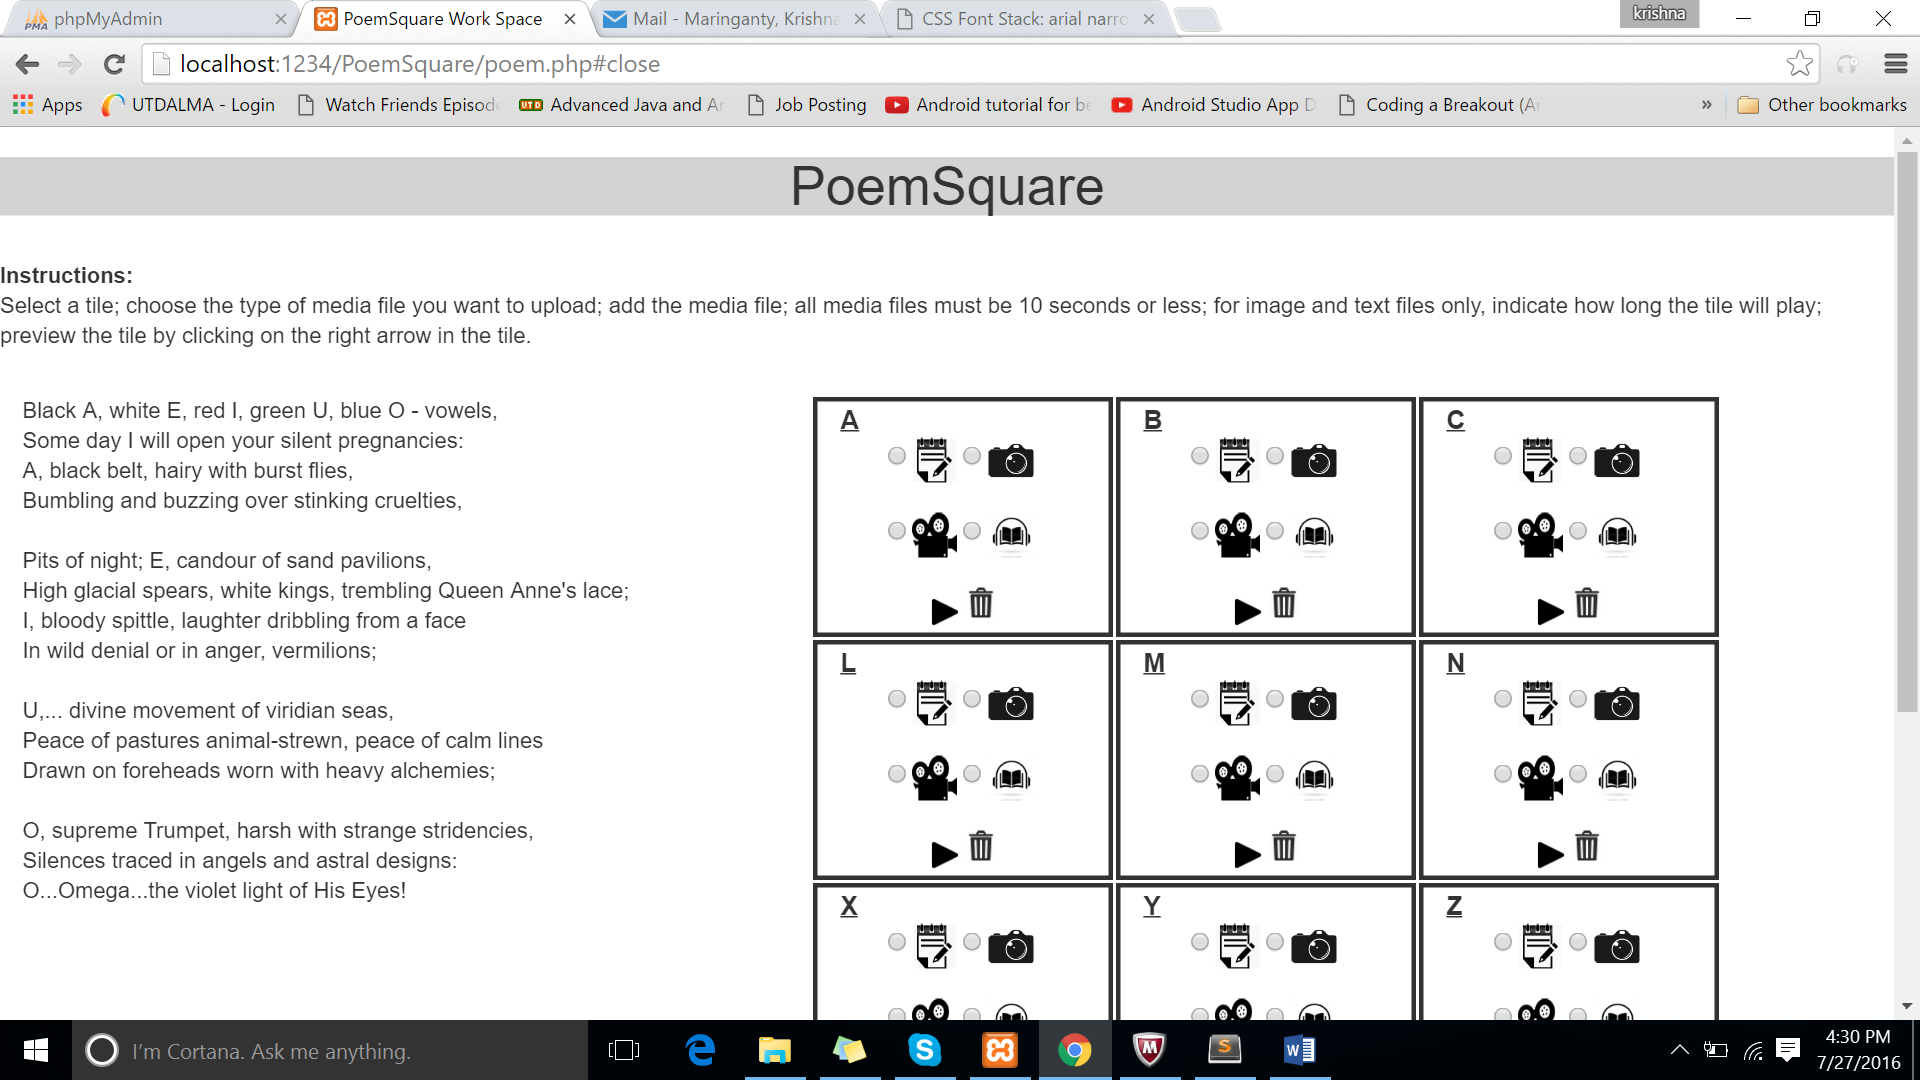 phpMyAdmin
PoemSquare Work Space
Mail - Maringanty, Krishna
CSS Font Stack: arial narro
krishna
localhost:1234/PoemSquare/poem.php#close
Apps
UTDALMA - Login
Watch Friends Episod
UTD
Advanced Java and Ar
Job Posting
Android tutorial for be
Android Studio App D
Coding a Breakout (A
»
Other bookmarks
PoemSquare
Instructions:
Select a tile; choose the type of media file you want to upload; add the media file; all media files must be 10 seconds or less; for image and text files only, indicate how long the tile will play;
preview the tile by clicking on the right arrow in the tile.
Black A, white E, red I, green U, blue O - vowels,
Some day I will open your silent pregnancies:
A, black belt, hairy with burst flies,
Bumbling and buzzing over stinking cruelties,
Pits of night; E, candour of sand pavilions,
High glacial spears, white kings, trembling Queen Anne's lace;
I, bloody spittle, laughter dribbling from a face
In wild denial or in anger, vermilions;
U,... divine movement of viridian seas,
Peace of pastures animal-strewn, peace of calm lines
Drawn on foreheads worn with heavy alchemies;
O, supreme Trumpet, harsh with strange stridencies,
Silences traced in angels and astral designs:
O...Omega...the violet light of His Eyes!
A B C
L M N
X Y Z
I'm Cortana. Ask me anything.
4:30 PM
7/27/2016